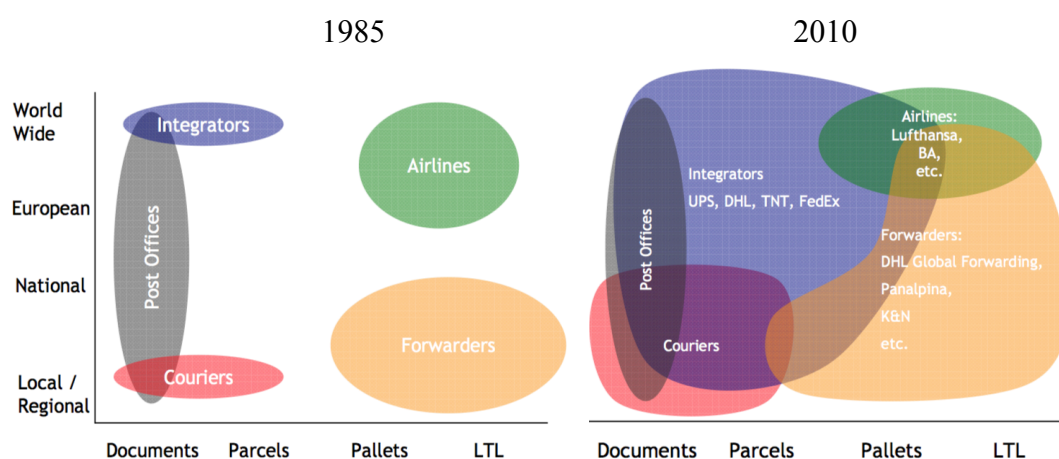 1985
2010
World
Wide
European
National
Local /
Regional
Integrators
Post Offices
Couriers
Airlines
Forwarders
Documents
Parcels
Pallets
LTL
Post Offices
Integrators
UPS, DHL, TNT, FedEx
Couriers
Airlines:
Lufthansa,
BA,
etc.
Forwarders:
DHL Global Forwarding,
Panalpina,
K&N
etc.
Documents
Parcels
Pallets
LTL